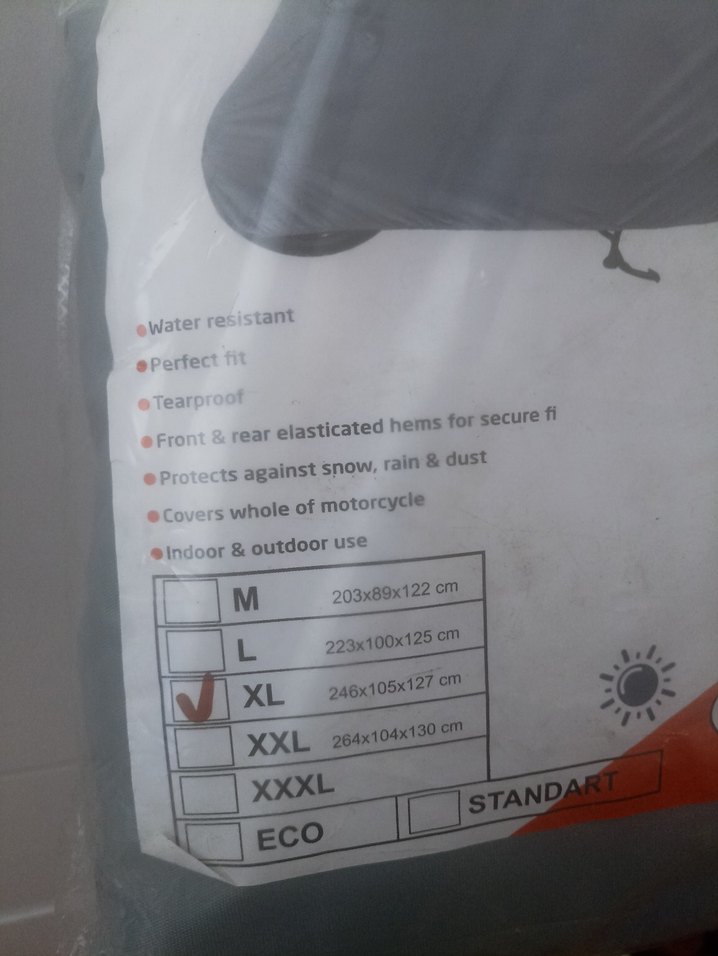 Water resistant
Perfect fit
Tearproof
Front & rear elasticated hems for secure fi
Protects against snow, rain & dust
Covers whole of motorcycle
Indoor & outdoor use
M 203x89x122 cm
L 223x100x125 cm
XL 246x105x127 cm
XXL 264x104x130 cm
XXXL
ECO STANDART